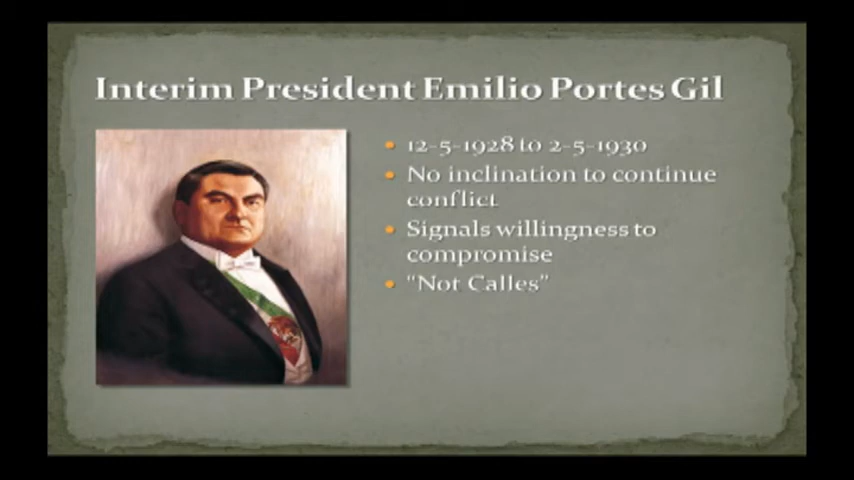 Interim President Emilio Portes Gil
12-5-1928 to 2-5-1930
No inclination to continue
conflict
Signals willingness to
compromise
“Not Calles”